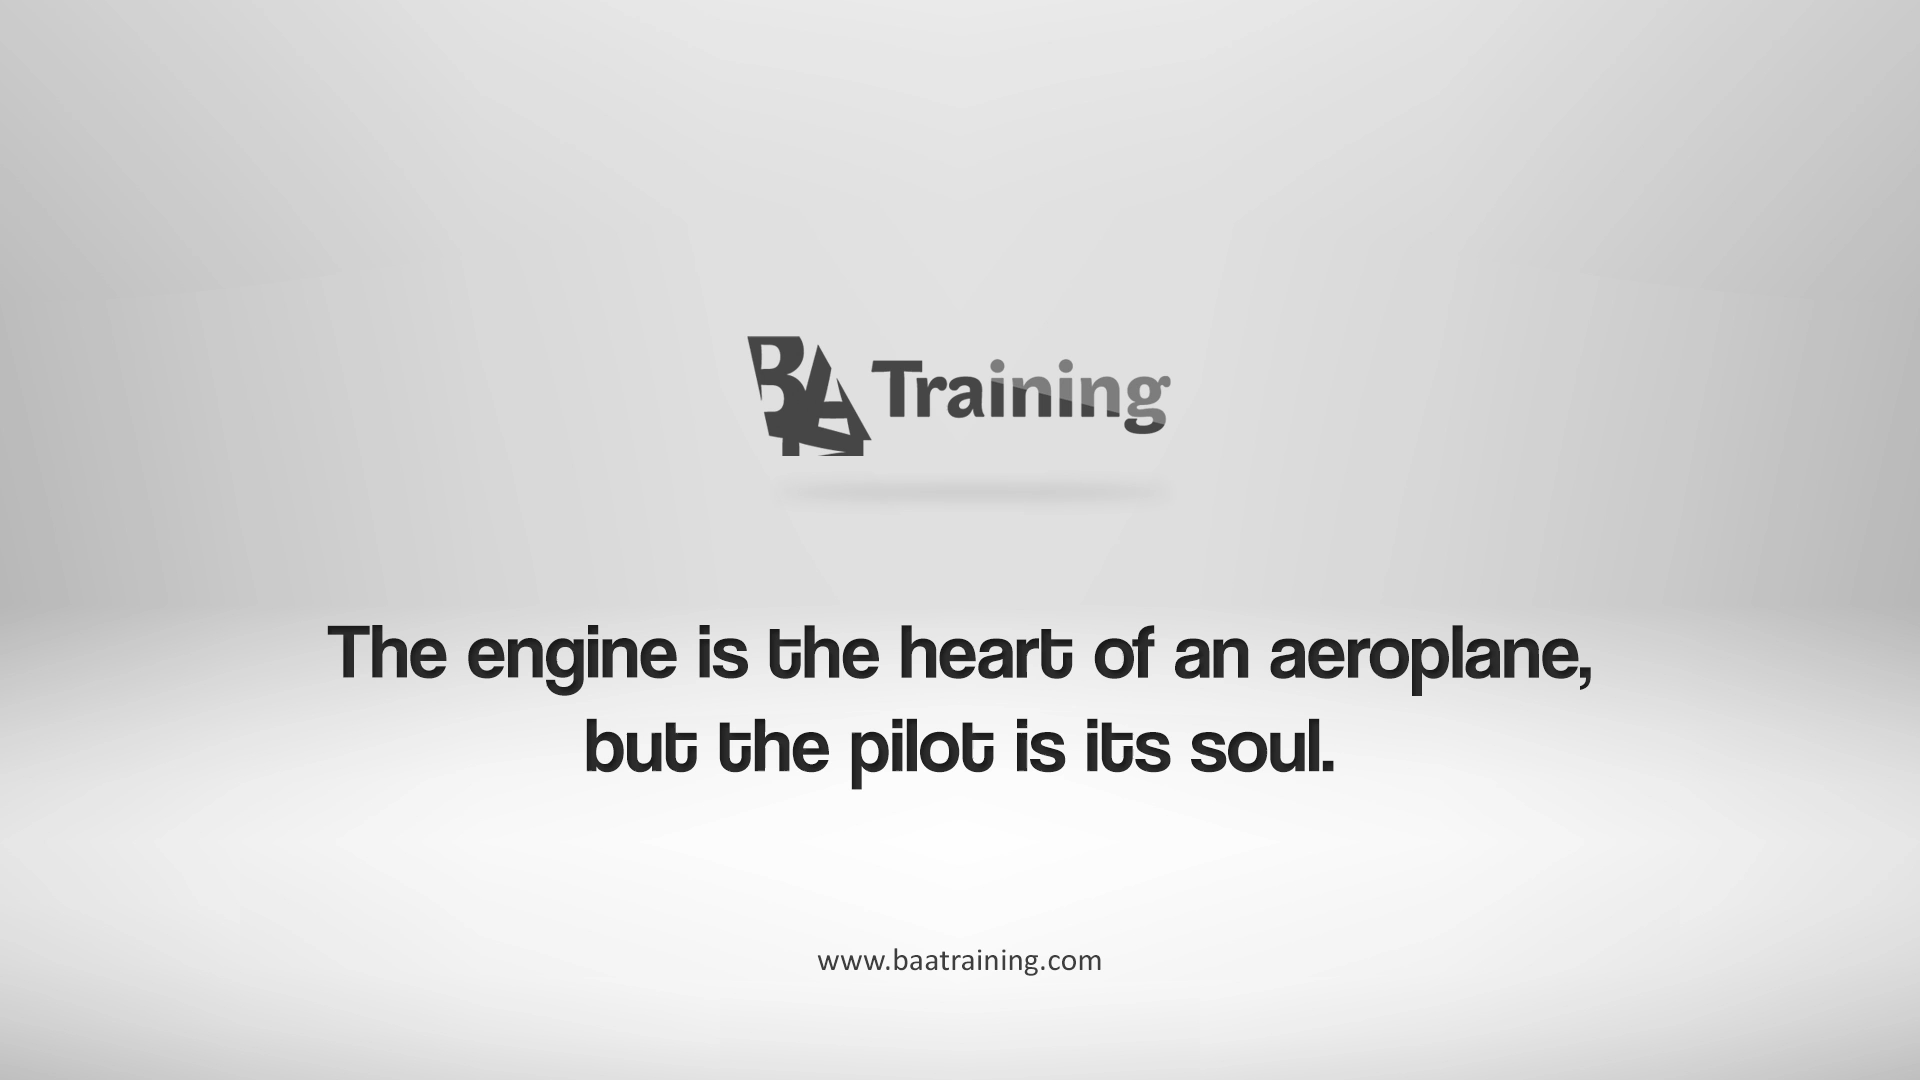 BAA Training
The engine is the heart of an aeroplane,
but the pilot is its soul.
www.baatraining.com